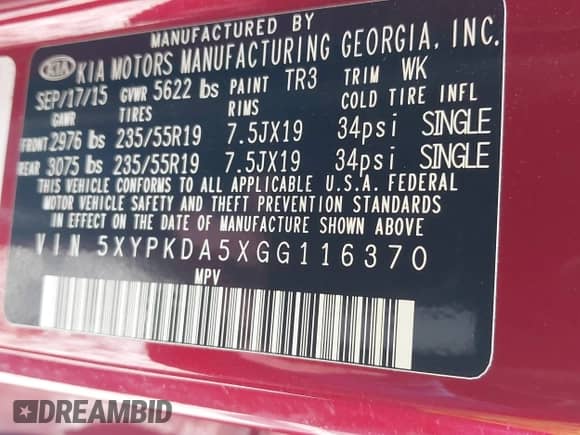 MANUFACTURED BY
KIA KIA MOTORS MANUFACTURING GEORGIA, INC.
SEP/17/15 GVWR 5622 lbs PAINT TR3 TRIM WK
GAWR TIRES RIMS COLD TIRE INFL
FRONT 2976 lbs 235/55R19 7.5JX19 34psi SINGLE
REAR 3075 lbs 235/55R19 7.5JX19 34psi SINGLE
THIS VEHICLE CONFORMS TO ALL APPLICABLE U.S.A. FEDERAL
MOTOR VEHICLE SAFETY AND THEFT PREVENTION STANDARDS
IN EFFECT ON THE DATE OF MANUFACTURE SHOWN ABOVE
VIN 5XYPKDA5XGG116370
MPV
DREAMBID